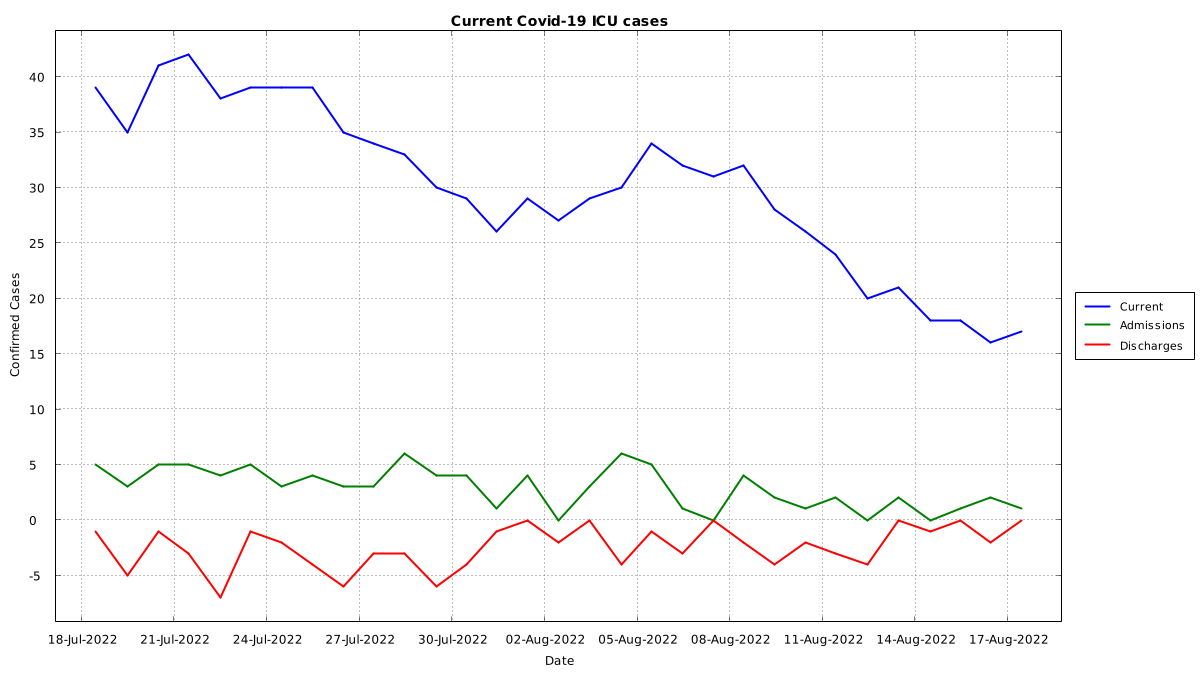 Current Covid-19 ICU cases
40
35
30
25
20
15
10
5
0
-5
Confirmed Cases
18-Jul-2022 21-Jul-2022 24-Jul-2022 27-Jul-2022 30-Jul-2022 02-Aug-2022 05-Aug-2022 08-Aug-2022 11-Aug-2022 14-Aug-2022 17-Aug-2022
Date
Current
Admissions
Discharges